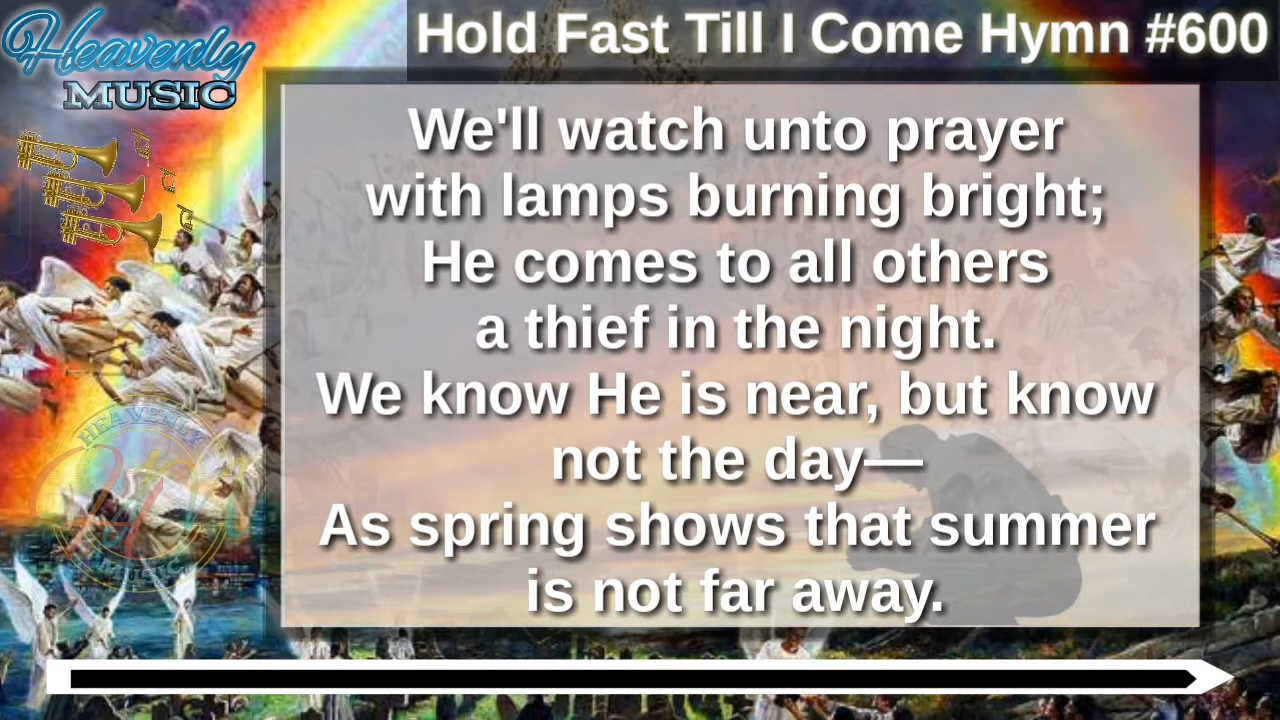 Heavenly
MUSIC
Hold Fast Till I Come Hymn #600
We'll watch unto prayer
with lamps burning bright;
He comes to all others
a thief in the night.
We know He is near, but know
not the day—
As spring shows that summer
is not far away.
HEAVENLY
MUSIC